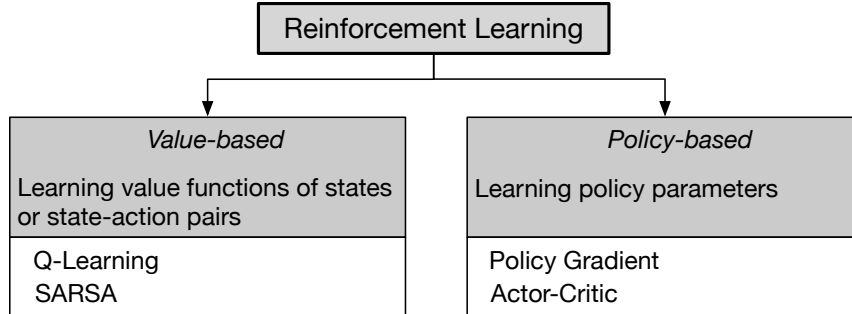 Reinforcement Learning
Value-based
Learning value functions of states
or state-action pairs
Q-Learning
SARSA
Policy-based
Learning policy parameters
Policy Gradient
Actor-Critic